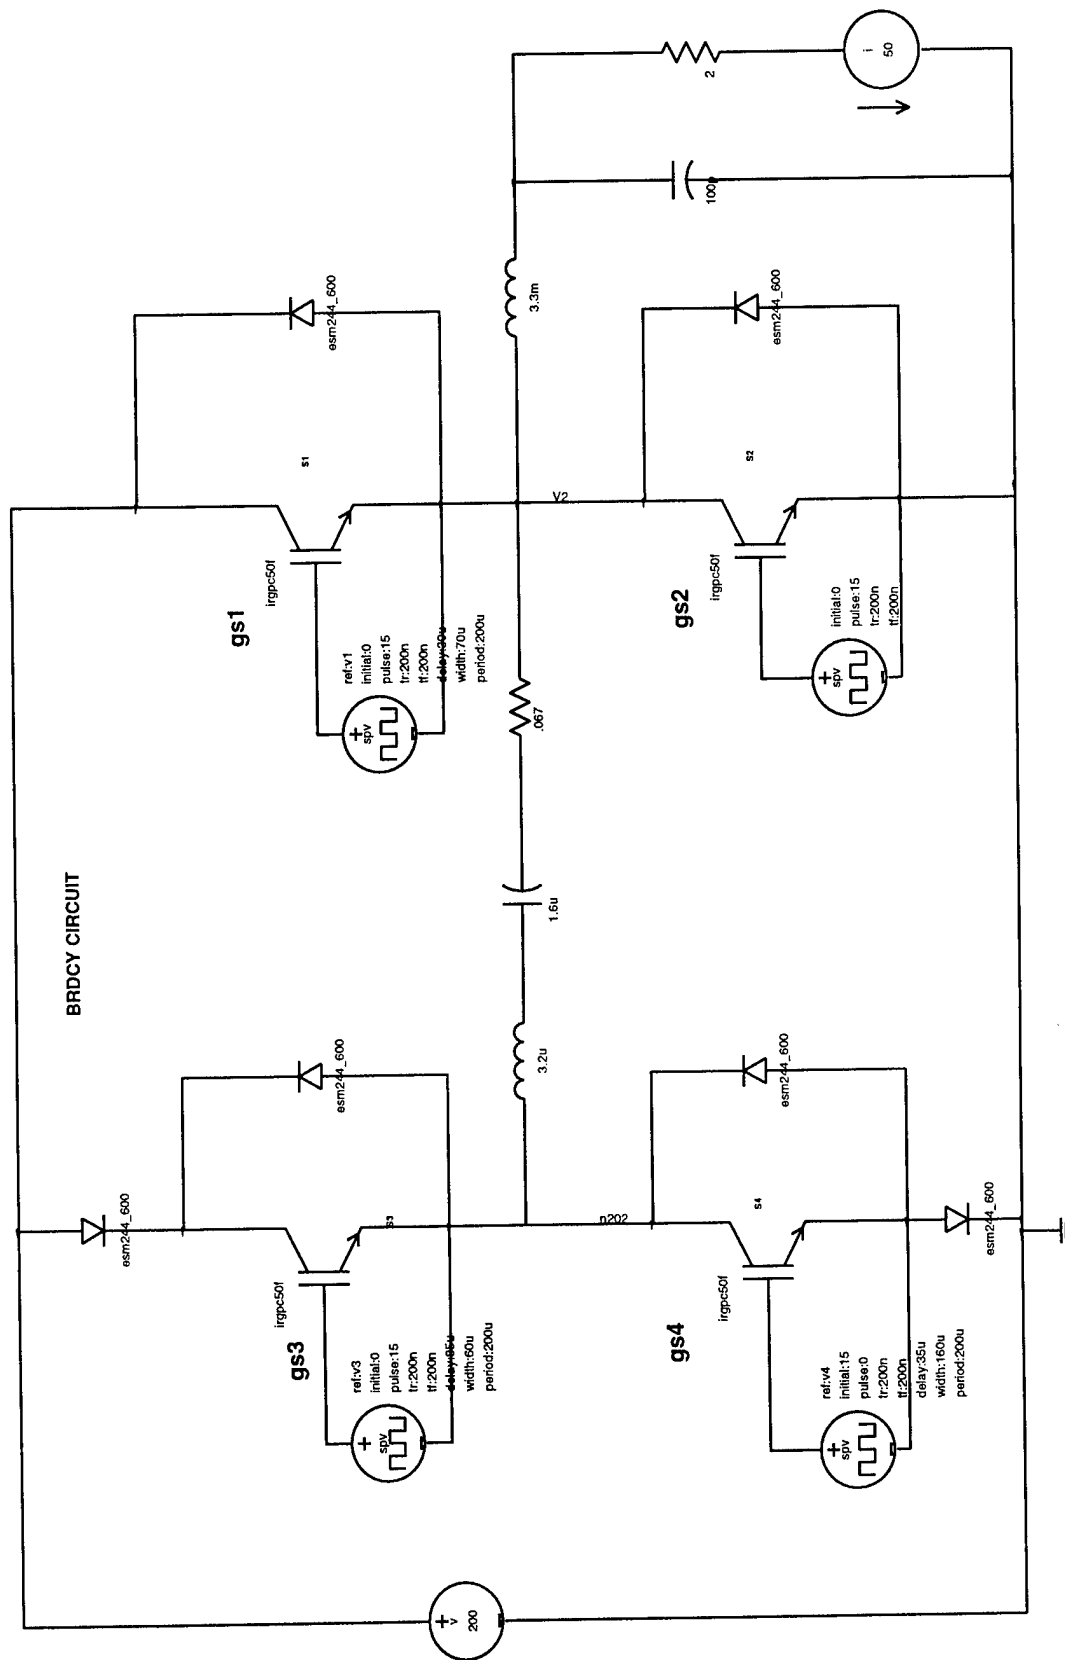 BRDCY CIRCUIT
i
50
2
100p
esm244_600
3.3m
esm244_600
s1
s2
V2
irgpc50f
irgpc50f
gs1
gs2
ref:v1
initial:0
pulse:15
tr:200n
tf:200n
delay:30u
width:70u
period:200u
+
spv
initial:0
pulse:15
tr:200n
tf:200n
+
spv
.067
1.6u
3.2u
esm244_600
esm244_600
esm244_600
s3
n202
s4
esm244_600
irgpc50f
irgpc50f
gs3
gs4
ref:v3
initial:0
pulse:15
tr:200n
tf:200n
width:60u
period:200u
+
spv
ref:v4
initial:15
pulse:0
tr:200n
tf:200n
delay:35u
width:160u
period:200u
+
spv
+
v
200